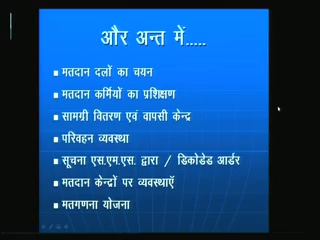 और अन्त में.....
मतदान दलों का चयन
मतदान कर्मियों का प्रशिक्षण
सामग्री वितरण एवं वापसी केन्द्र
परिवहन व्यवस्था
सूचना एस.एम.एस. द्वारा / डिकोडेड आर्डर
मतदान केन्द्रों पर व्यवस्थाऍं
मतगणना योजना